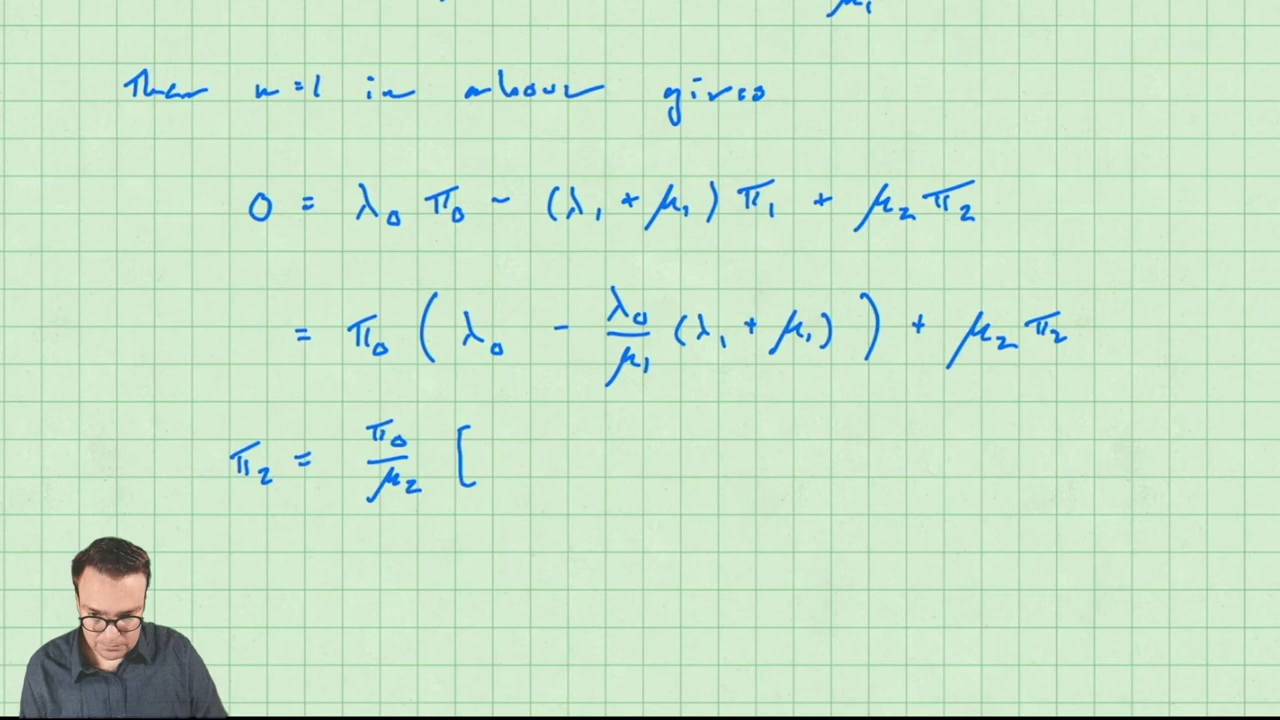 μ₁
Then n=1 in above gives
0 = λ₀ π₀ - (λ₁ + μ₁) π₁ + μ₂ π₂
= π₀ ( λ₀ - λ₀/μ₁ (λ₁ + μ₁) ) + μ₂ π₂
π₂ = π₀/μ₂ [